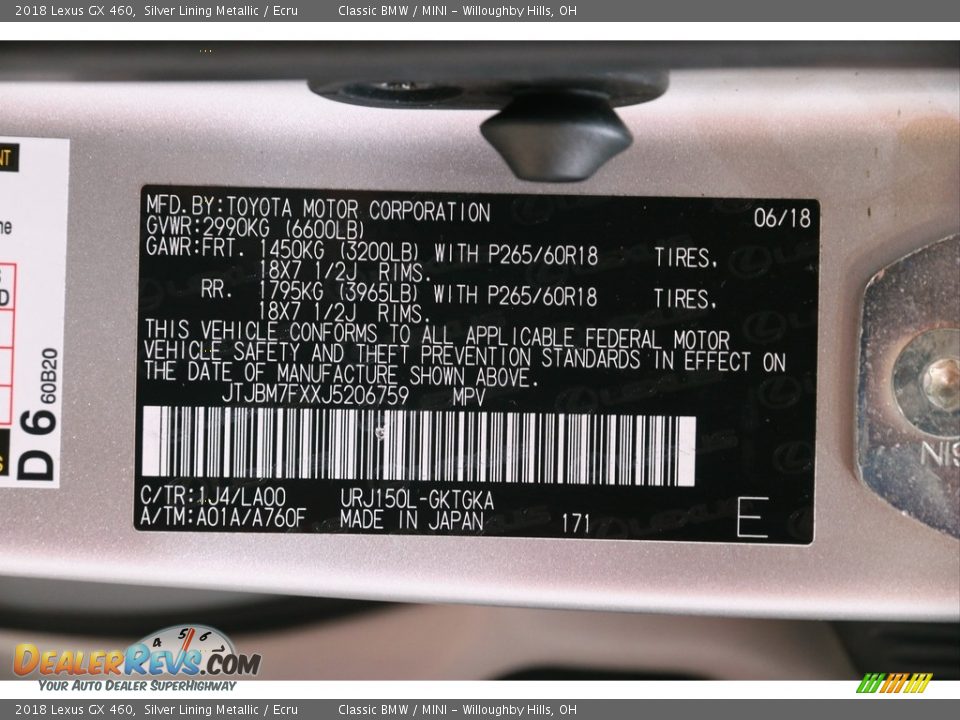 2018 Lexus GX 460,  Silver Lining Metallic / Ecru    Classic BMW / MINI - Willoughby Hills, OH
MFD.BY:TOYOTA MOTOR CORPORATION    06/18
GVWR:2990KG (6600LB)
GAWR:FRT. 1450KG (3200LB) WITH P265/60R18    TIRES,
18X7 1/2J RIMS.
RR. 1795KG (3965LB) WITH P265/60R18    TIRES,
18X7 1/2J RIMS.
THIS VEHICLE CONFORMS TO ALL APPLICABLE FEDERAL MOTOR
VEHICLE SAFETY AND THEFT PREVENTION STANDARDS IN EFFECT ON
THE DATE OF MANUFACTURE SHOWN ABOVE.
JTJBM7FXXJ5206759    MPV
C/TR:1J4/LA00    URJ150L-GKTGKA
A/TM:A01A/A760F    MADE IN JAPAN    171    E
D 6 60B20
4 5 6
DEALERREVS.COM
YOUR AUTO DEALER SUPERHIGHWAY
2018 Lexus GX 460,  Silver Lining Metallic / Ecru    Classic BMW / MINI - Willoughby Hills, OH